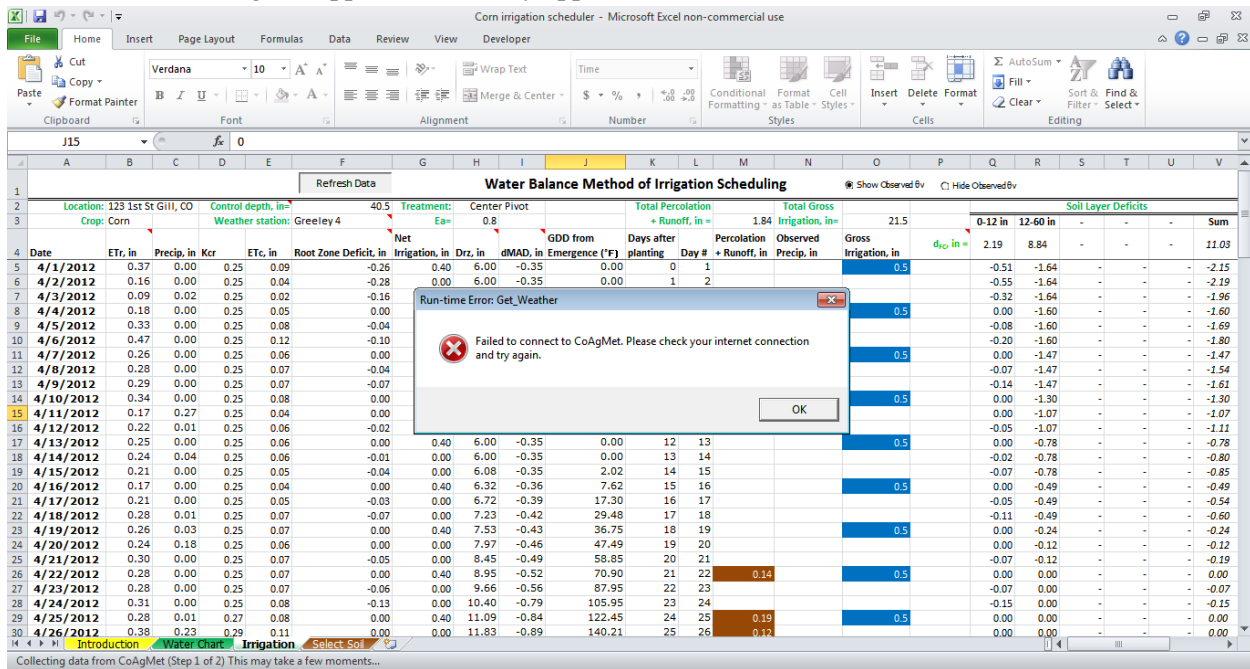 Corn irrigation scheduler - Microsoft Excel non-commercial use
File Home Insert Page Layout Formulas Data Review View Developer
Cut
Copy
Format Painter
Paste
Verdana 10
Wrap Text
Merge & Center
Time
Conditional Formatting
Format as Table
Cell Styles
Insert Delete Format
AutoSum
Fill
Clear
Sort & Filter
Find & Select
Clipboard Font Alignment Number Styles Cells Editing
J15 fx 0
A B C D E F G H I J K L M N O P Q R S T U V
1 Refresh Data Water Balance Method of Irrigation Scheduling Show Observed θv Hide Observed θv
2 Location: 123 1st St Gill, CO Control depth, in= 40.5 Treatment: Center Pivot Total Percolation Total Gross Soil Layer Deficits
3 Crop: Corn Weather station: Greeley 4 Ea= 0.8 + Runoff, in = 1.84 Irrigation, in= 21.5 0-12 in 12-60 in - - - Sum
4 Date ETr, in Precip, in Kcr ETc, in Root Zone Deficit, in Net Irrigation, in Drz, in dMAD, in GDD from Emergence (°F) Days after planting Day # Percolation + Runoff, in Observed Precip, in Gross Irrigation, in dFC, in = 2.19 8.84 - - - 11.03
5 4/1/2012 0.37 0.00 0.25 0.09 -0.26 0.40 6.00 -0.35 0.00 0 1 0.5 -0.51 -1.64 - - - -2.15
6 4/2/2012 0.16 0.00 0.25 0.04 -0.28 0.00 6.00 -0.35 0.00 1 2 -0.55 -1.64 - - - -2.19
7 4/3/2012 0.09 0.02 0.25 0.02 -0.16 -0.32 -1.64 - - - -1.96
8 4/4/2012 0.18 0.00 0.25 0.05 0.00 0.5 0.00 -1.60 - - - -1.60
9 4/5/2012 0.33 0.00 0.25 0.08 -0.04 -0.08 -1.60 - - - -1.69
10 4/6/2012 0.47 0.00 0.25 0.12 -0.10 -0.20 -1.60 - - - -1.80
11 4/7/2012 0.26 0.00 0.25 0.06 0.00 0.5 0.00 -1.47 - - - -1.47
12 4/8/2012 0.28 0.00 0.25 0.07 -0.04 -0.07 -1.47 - - - -1.54
13 4/9/2012 0.29 0.00 0.25 0.07 -0.07 -0.14 -1.47 - - - -1.61
14 4/10/2012 0.34 0.00 0.25 0.08 0.00 0.5 0.00 -1.30 - - - -1.30
15 4/11/2012 0.17 0.27 0.25 0.04 0.00 0.00 -1.07 - - - -1.07
16 4/12/2012 0.22 0.01 0.25 0.06 -0.02 -0.05 -1.07 - - - -1.11
Run-time Error: Get_Weather
Failed to connect to CoAgMet. Please check your internet connection
and try again.
OK
17 4/13/2012 0.25 0.00 0.25 0.06 0.00 0.40 6.00 -0.35 0.00 12 13 0.5 0.00 -0.78 - - - -0.78
18 4/14/2012 0.24 0.04 0.25 0.06 -0.01 0.00 6.00 -0.35 0.00 13 14 -0.02 -0.78 - - - -0.80
19 4/15/2012 0.21 0.00 0.25 0.05 -0.04 0.00 6.08 -0.35 2.02 14 15 -0.07 -0.78 - - - -0.85
20 4/16/2012 0.17 0.00 0.25 0.04 0.00 0.40 6.32 -0.36 7.62 15 16 0.5 0.00 -0.49 - - - -0.49
21 4/17/2012 0.21 0.00 0.25 0.05 -0.03 0.00 6.72 -0.39 17.30 16 17 -0.05 -0.49 - - - -0.54
22 4/18/2012 0.28 0.01 0.25 0.07 -0.07 0.00 7.23 -0.42 29.48 17 18 -0.11 -0.49 - - - -0.60
23 4/19/2012 0.26 0.03 0.25 0.07 0.00 0.40 7.53 -0.43 36.75 18 19 0.5 0.00 -0.24 - - - -0.24
24 4/20/2012 0.24 0.18 0.25 0.06 0.00 0.00 7.97 -0.46 47.49 19 20 0.00 -0.12 - - - -0.12
25 4/21/2012 0.30 0.00 0.25 0.07 -0.07 0.00 8.45 -0.49 58.85 20 21 -0.07 -0.12 - - - -0.19
26 4/22/2012 0.28 0.00 0.25 0.07 0.00 0.40 8.95 -0.52 70.90 21 22 0.14 0.5 0.00 0.00 - - - 0.00
27 4/23/2012 0.28 0.00 0.25 0.07 -0.06 0.00 9.66 -0.56 87.95 22 23 -0.07 0.00 - - - -0.07
28 4/24/2012 0.31 0.00 0.25 0.08 -0.13 0.00 10.40 -0.79 105.95 23 24 -0.15 0.00 - - - -0.15
29 4/25/2012 0.28 0.01 0.27 0.08 0.00 0.40 11.09 -0.84 122.45 24 25 0.19 0.5 0.00 0.00 - - - 0.00
30 4/26/2012 0.38 0.23 0.29 0.11 0.00 0.00 11.83 -0.89 140.21 25 26 0.12 0.00 0.00 - - - 0.00
Introduction Water Chart Irrigation Select Soil
Collecting data from CoAgMet (Step 1 of 2) This may take a few moments...